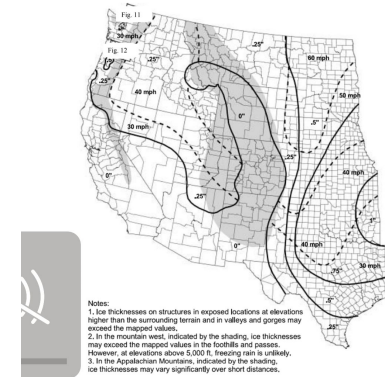 Fig. 11
30 mph
.25"
60 mph
Fig. 12
.25"
50 mph
.25"
40 mph
.5"
0"
30 mph
.25"
40 mph
0"
1"
.25"
0"
40 mph
30 mph
.75"
.5"
.25"
Notes:
1. Ice thicknesses on structures in exposed locations at elevations
higher than the surrounding terrain and in valleys and gorges may
exceed the mapped values.
2. In the mountain west, indicated by the shading, ice thicknesses
may exceed the mapped values in the foothills and passes.
However, at elevations above 5,000 ft, freezing rain is unlikely.
3. In the Appalachian Mountains, indicated by the shading,
ice thicknesses may vary significantly over short distances.